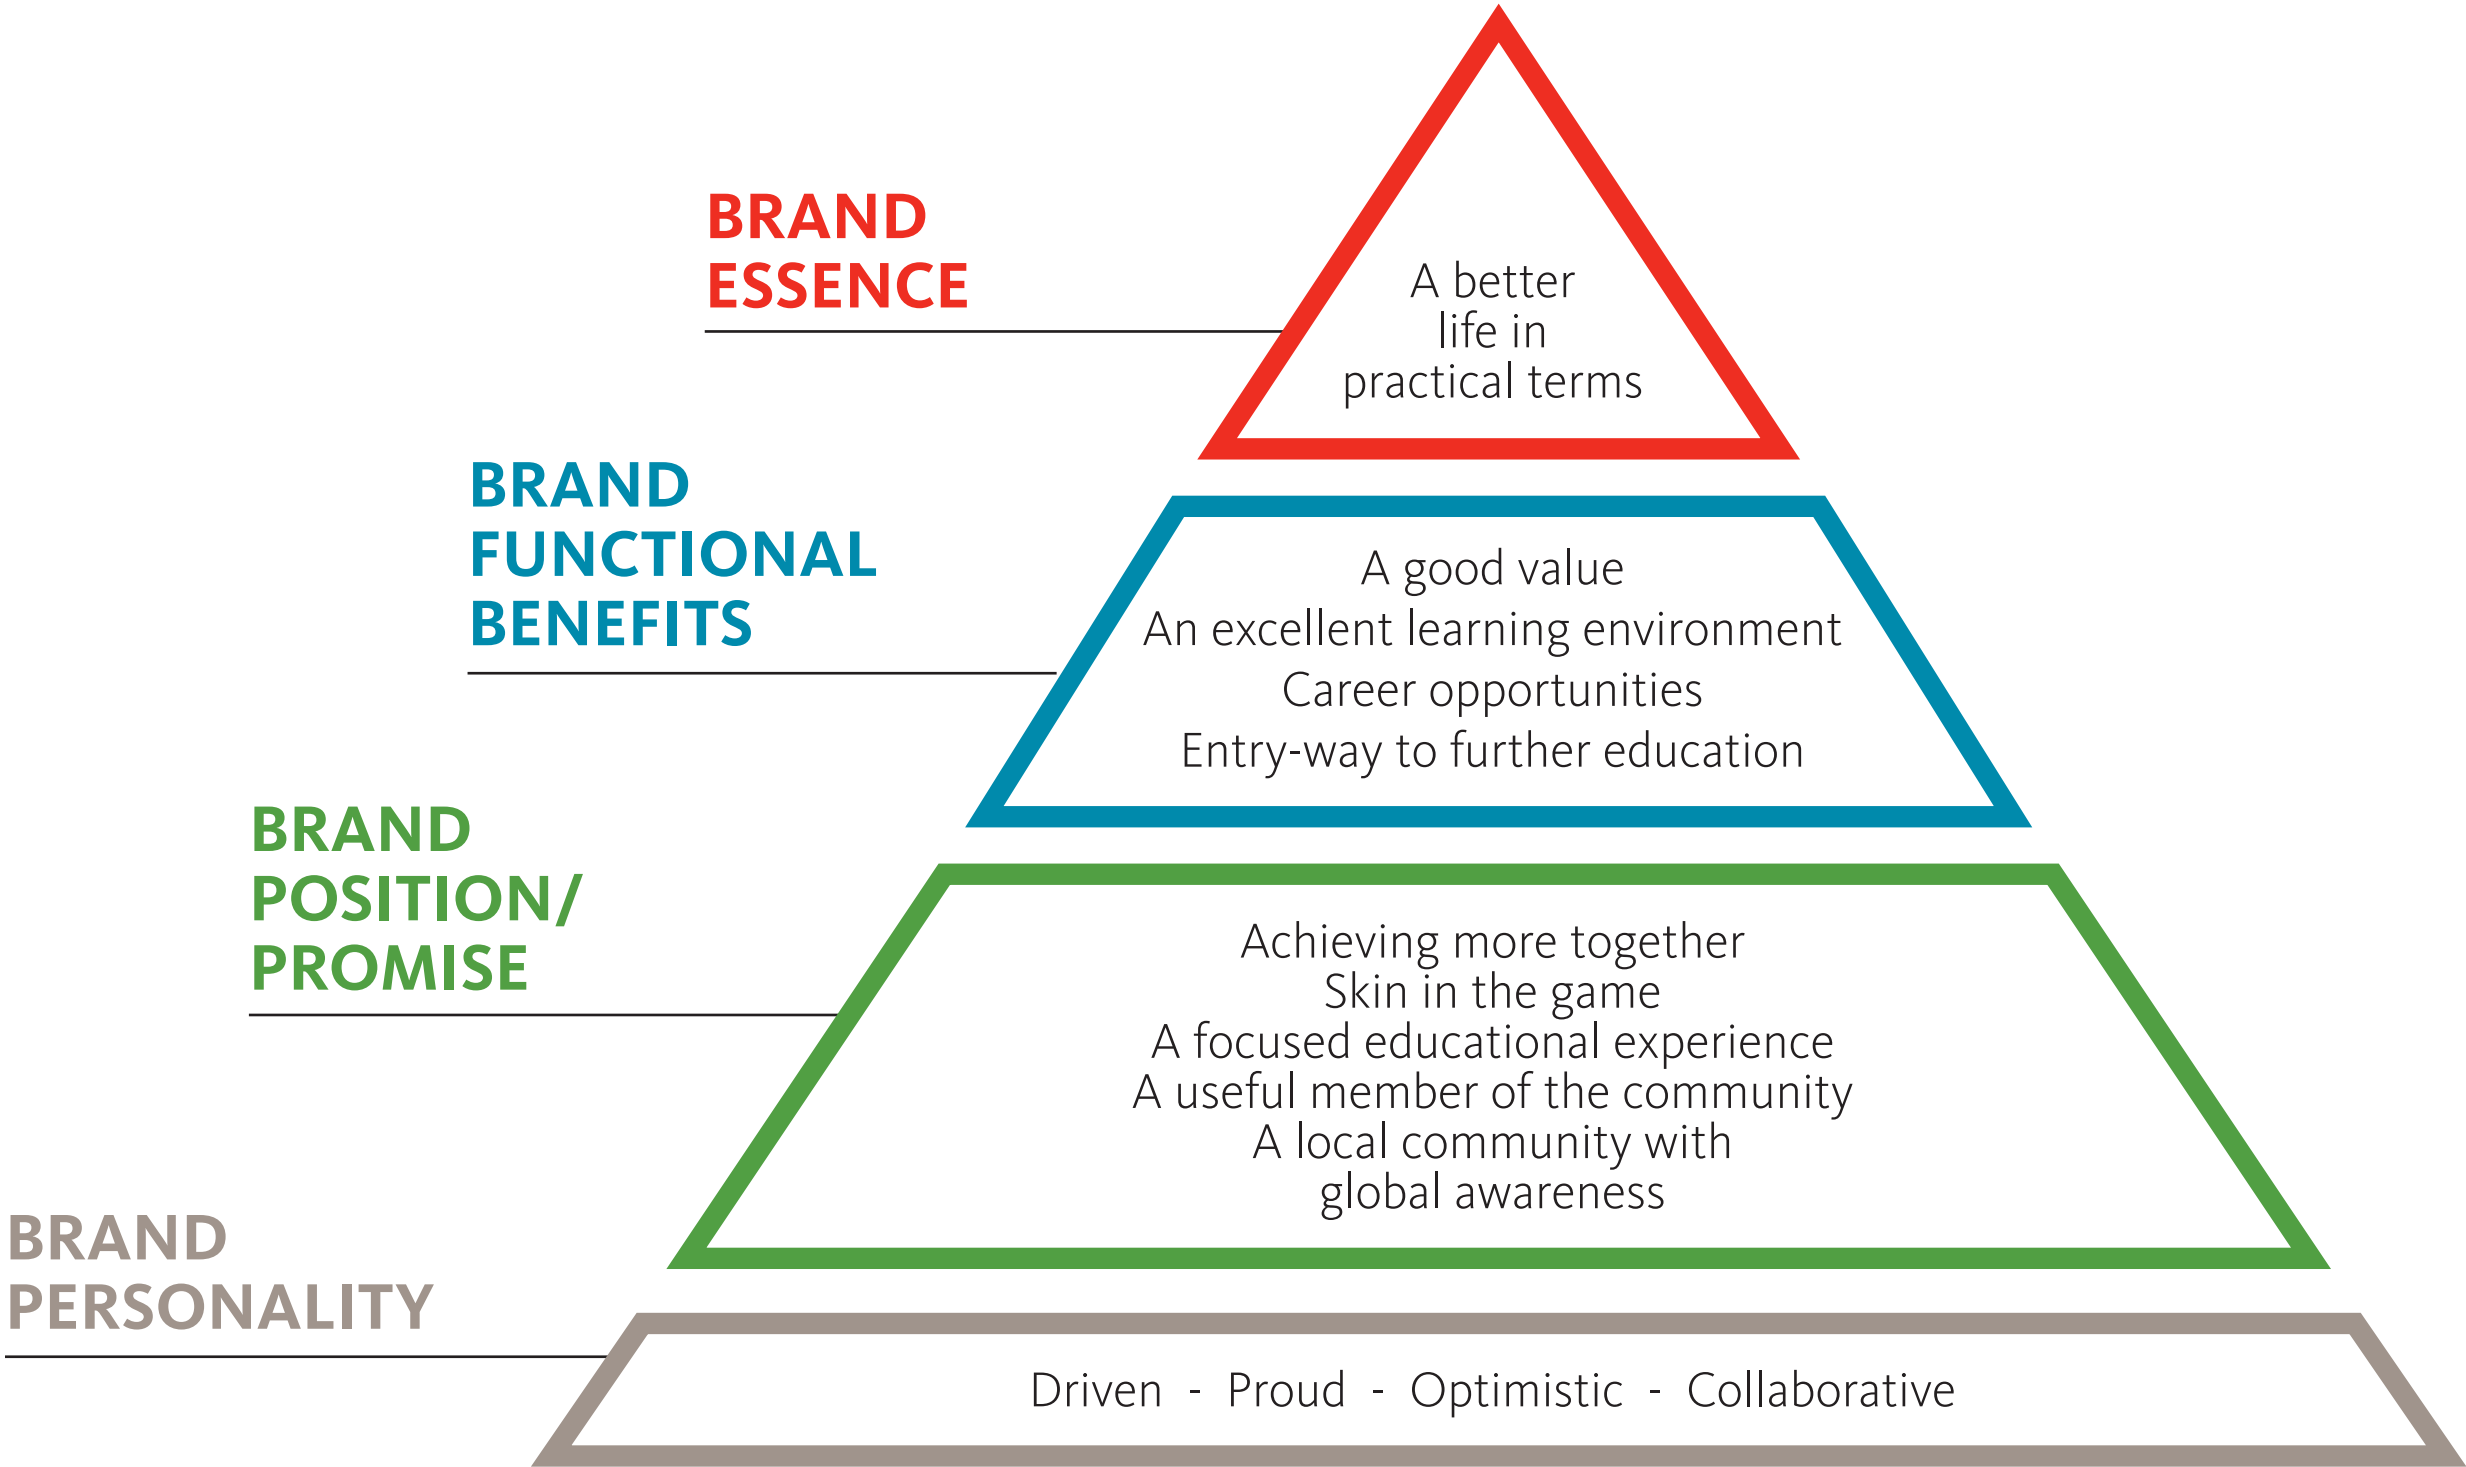 BRAND
ESSENCE
A better
life in
practical terms
BRAND
FUNCTIONAL
BENEFITS
A good value
An excellent learning environment
Career opportunities
Entry-way to further education
BRAND
POSITION/
PROMISE
Achieving more together
Skin in the game
A focused educational experience
A useful member of the community
A local community with
global awareness
BRAND
PERSONALITY
Driven - Proud - Optimistic - Collaborative